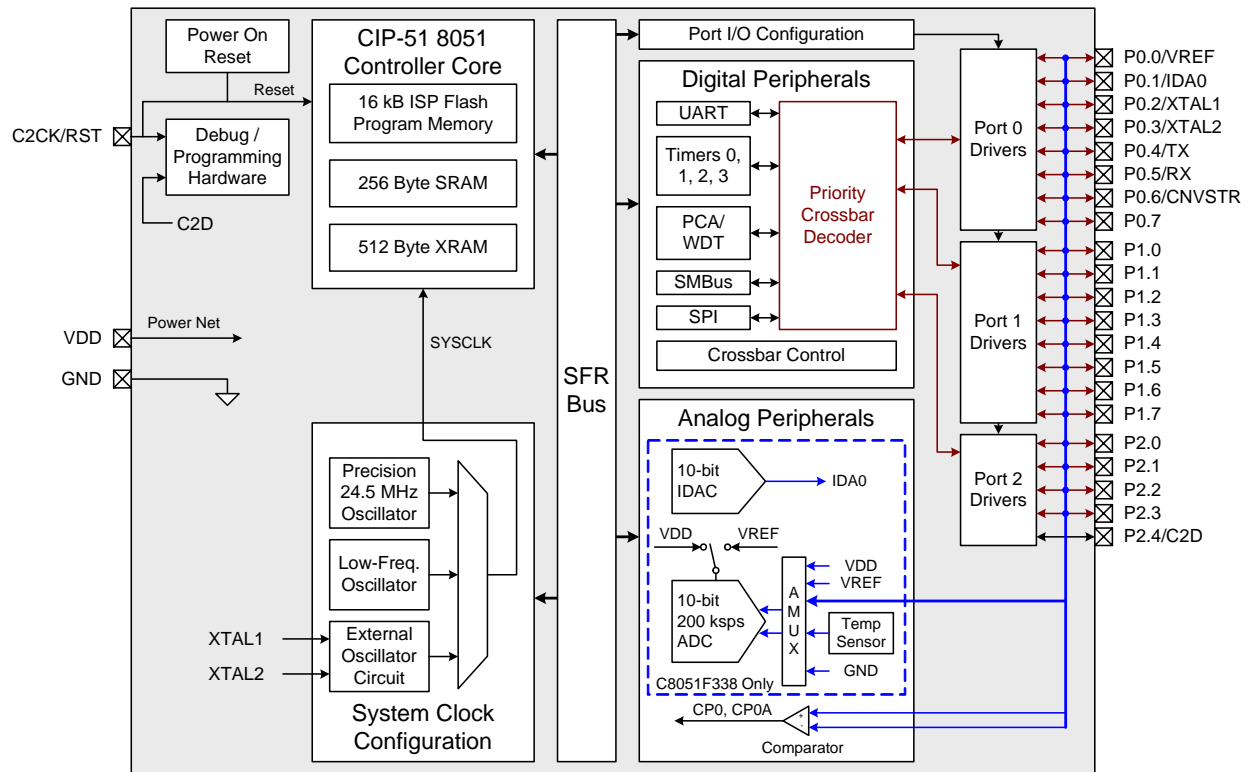 Power On
Reset
Reset
C2CK/RST
Debug /
Programming
Hardware
C2D
VDD
Power Net
GND
CIP-51 8051
Controller Core
16 kB ISP Flash
Program Memory
256 Byte SRAM
512 Byte XRAM
SYSCLK
Precision
24.5 MHz
Oscillator
Low-Freq.
Oscillator
External
Oscillator
Circuit
XTAL1
XTAL2
System Clock
Configuration
SFR
Bus
Port I/O Configuration
Digital Peripherals
UART
Timers 0,
1, 2, 3
PCA/
WDT
SMBus
SPI
Priority
Crossbar
Decoder
Crossbar Control
Analog Peripherals
10-bit
IDAC
IDA0
VDD
VREF
10-bit
200 ksps
ADC
A
M
U
X
VDD
VREF
Temp
Sensor
GND
C8051F338 Only
CP0, CP0A
+
-
Comparator
Port 0
Drivers
Port 1
Drivers
Port 2
Drivers
P0.0/VREF
P0.1/IDA0
P0.2/XTAL1
P0.3/XTAL2
P0.4/TX
P0.5/RX
P0.6/CNVSTR
P0.7
P1.0
P1.1
P1.2
P1.3
P1.4
P1.5
P1.6
P1.7
P2.0
P2.1
P2.2
P2.3
P2.4/C2D